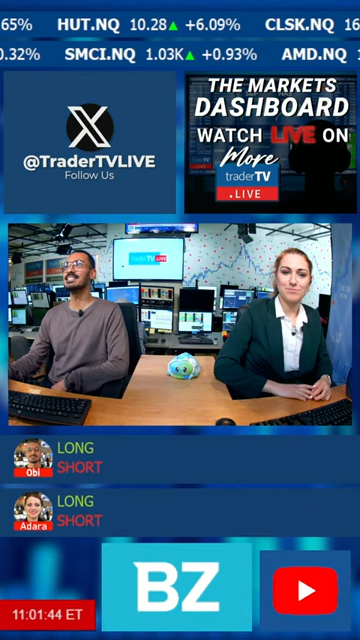 .65% HUT.NQ 10.28▲ +6.09% CLSK.NQ 16
0.32% SMCI.NQ 1.03K▲ +0.93% AMD.NQ
X
@TraderTVLIVE
Follow Us
THE MARKETS
DASHBOARD
WATCH LIVE ON
More
traderTV
.LIVE
traderTV.LIVE
LONG
SHORT
Obi
LONG
SHORT
Adara
11:01:44 ET
BZ